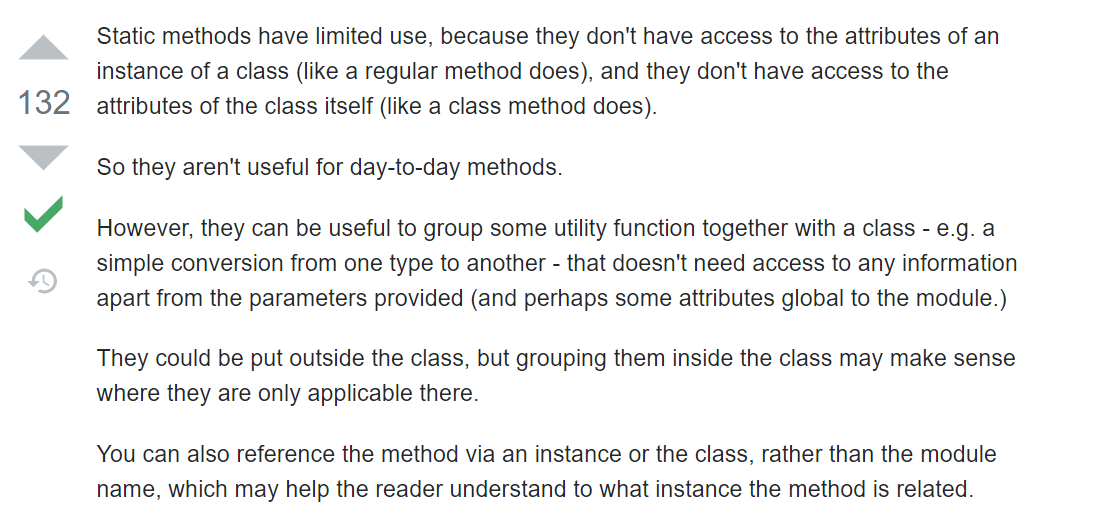 Static methods have limited use, because they don't have access to the attributes of an
instance of a class (like a regular method does), and they don't have access to the
132
attributes of the class itself (like a class method does).
So they aren't useful for day-to-day methods.
However, they can be useful to group some utility function together with a class - e.g. a
simple conversion from one type to another - that doesn't need access to any information
apart from the parameters provided (and perhaps some attributes global to the module.)
They could be put outside the class, but grouping them inside the class may make sense
where they are only applicable there.
You can also reference the method via an instance or the class, rather than the module
name, which may help the reader understand to what instance the method is related.